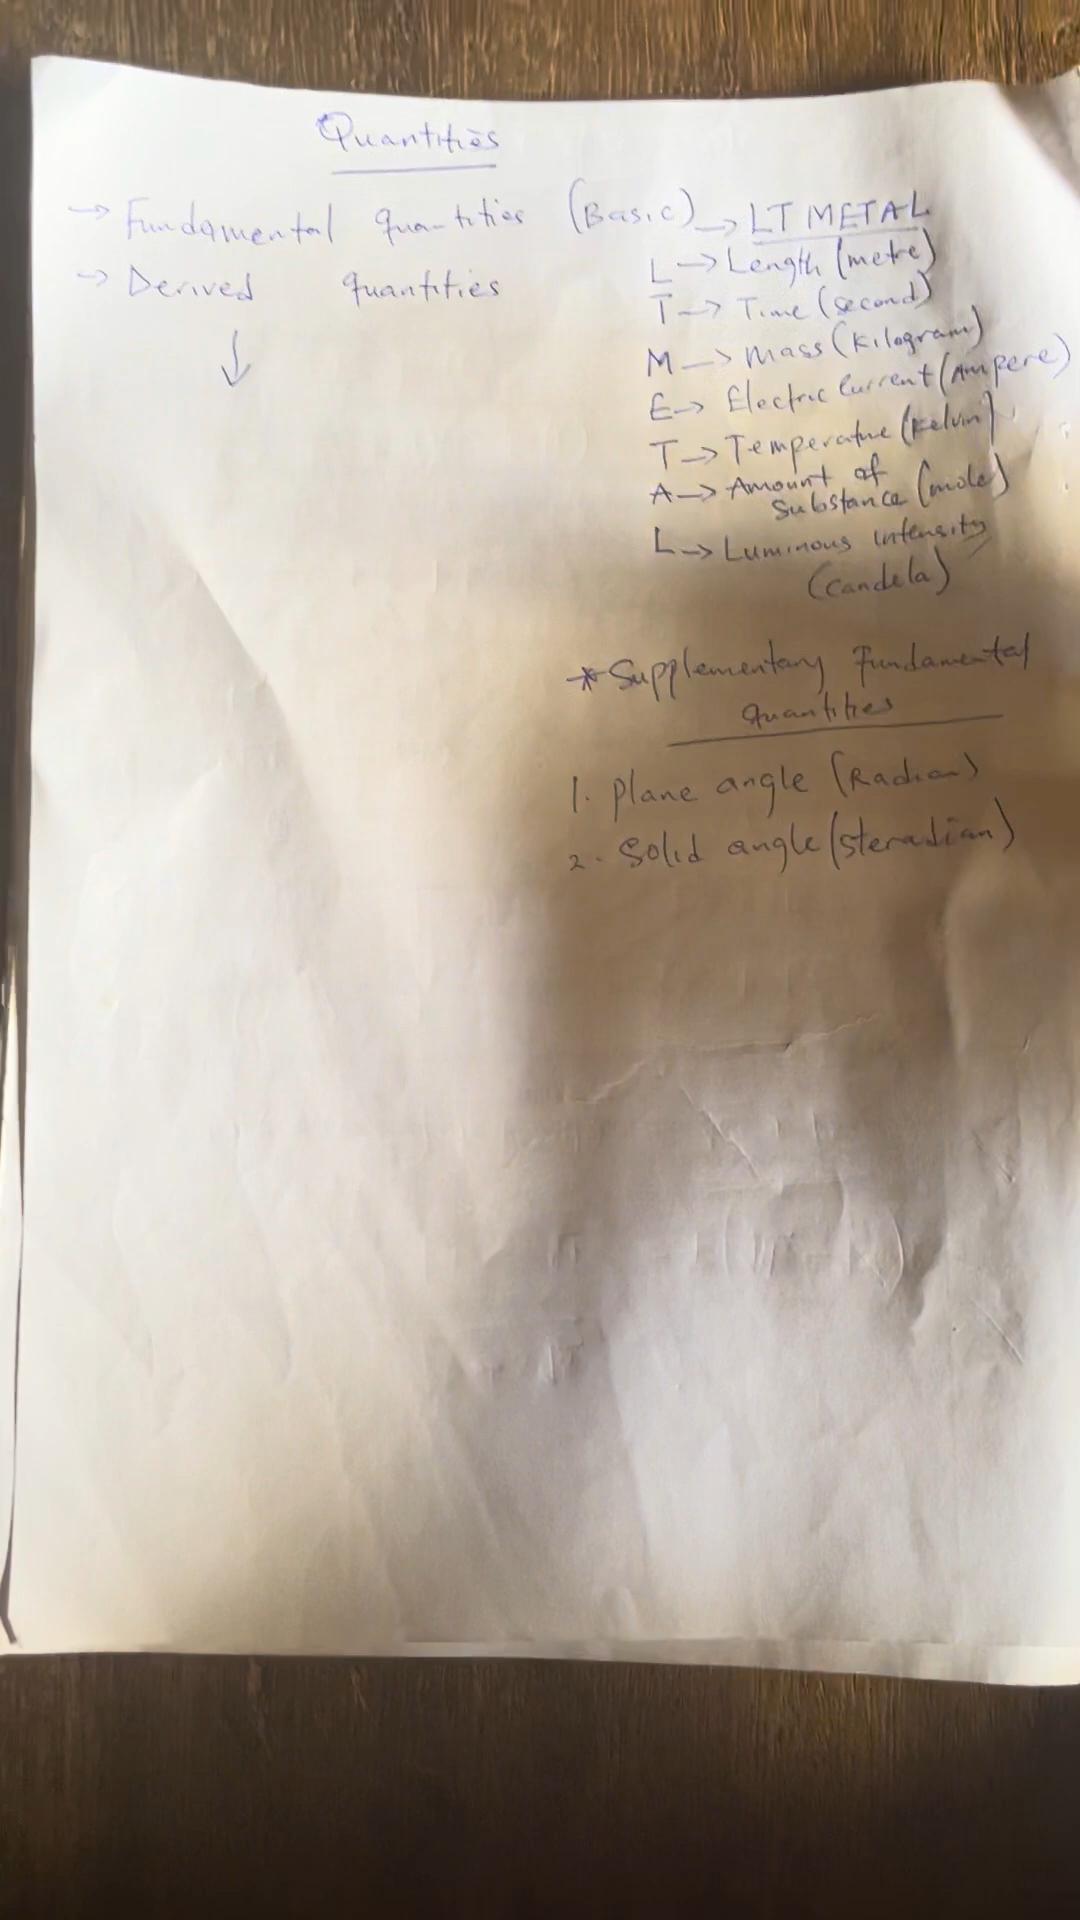 Quantities
→ Fundamental quantities (Basic) → LT METAL
→ Derived quantities
↓
L → Length (metre)
T → Time (second)
M → Mass (Kilogram)
E → Electric Current (Ampere)
T → Temperature (Kelvin)
A → Amount of
Substance (mole)
L → Luminous intensity
(Candela)
* Supplementary Fundamental
quantities
1. Plane angle (Radian)
2. Solid angle (steradian)